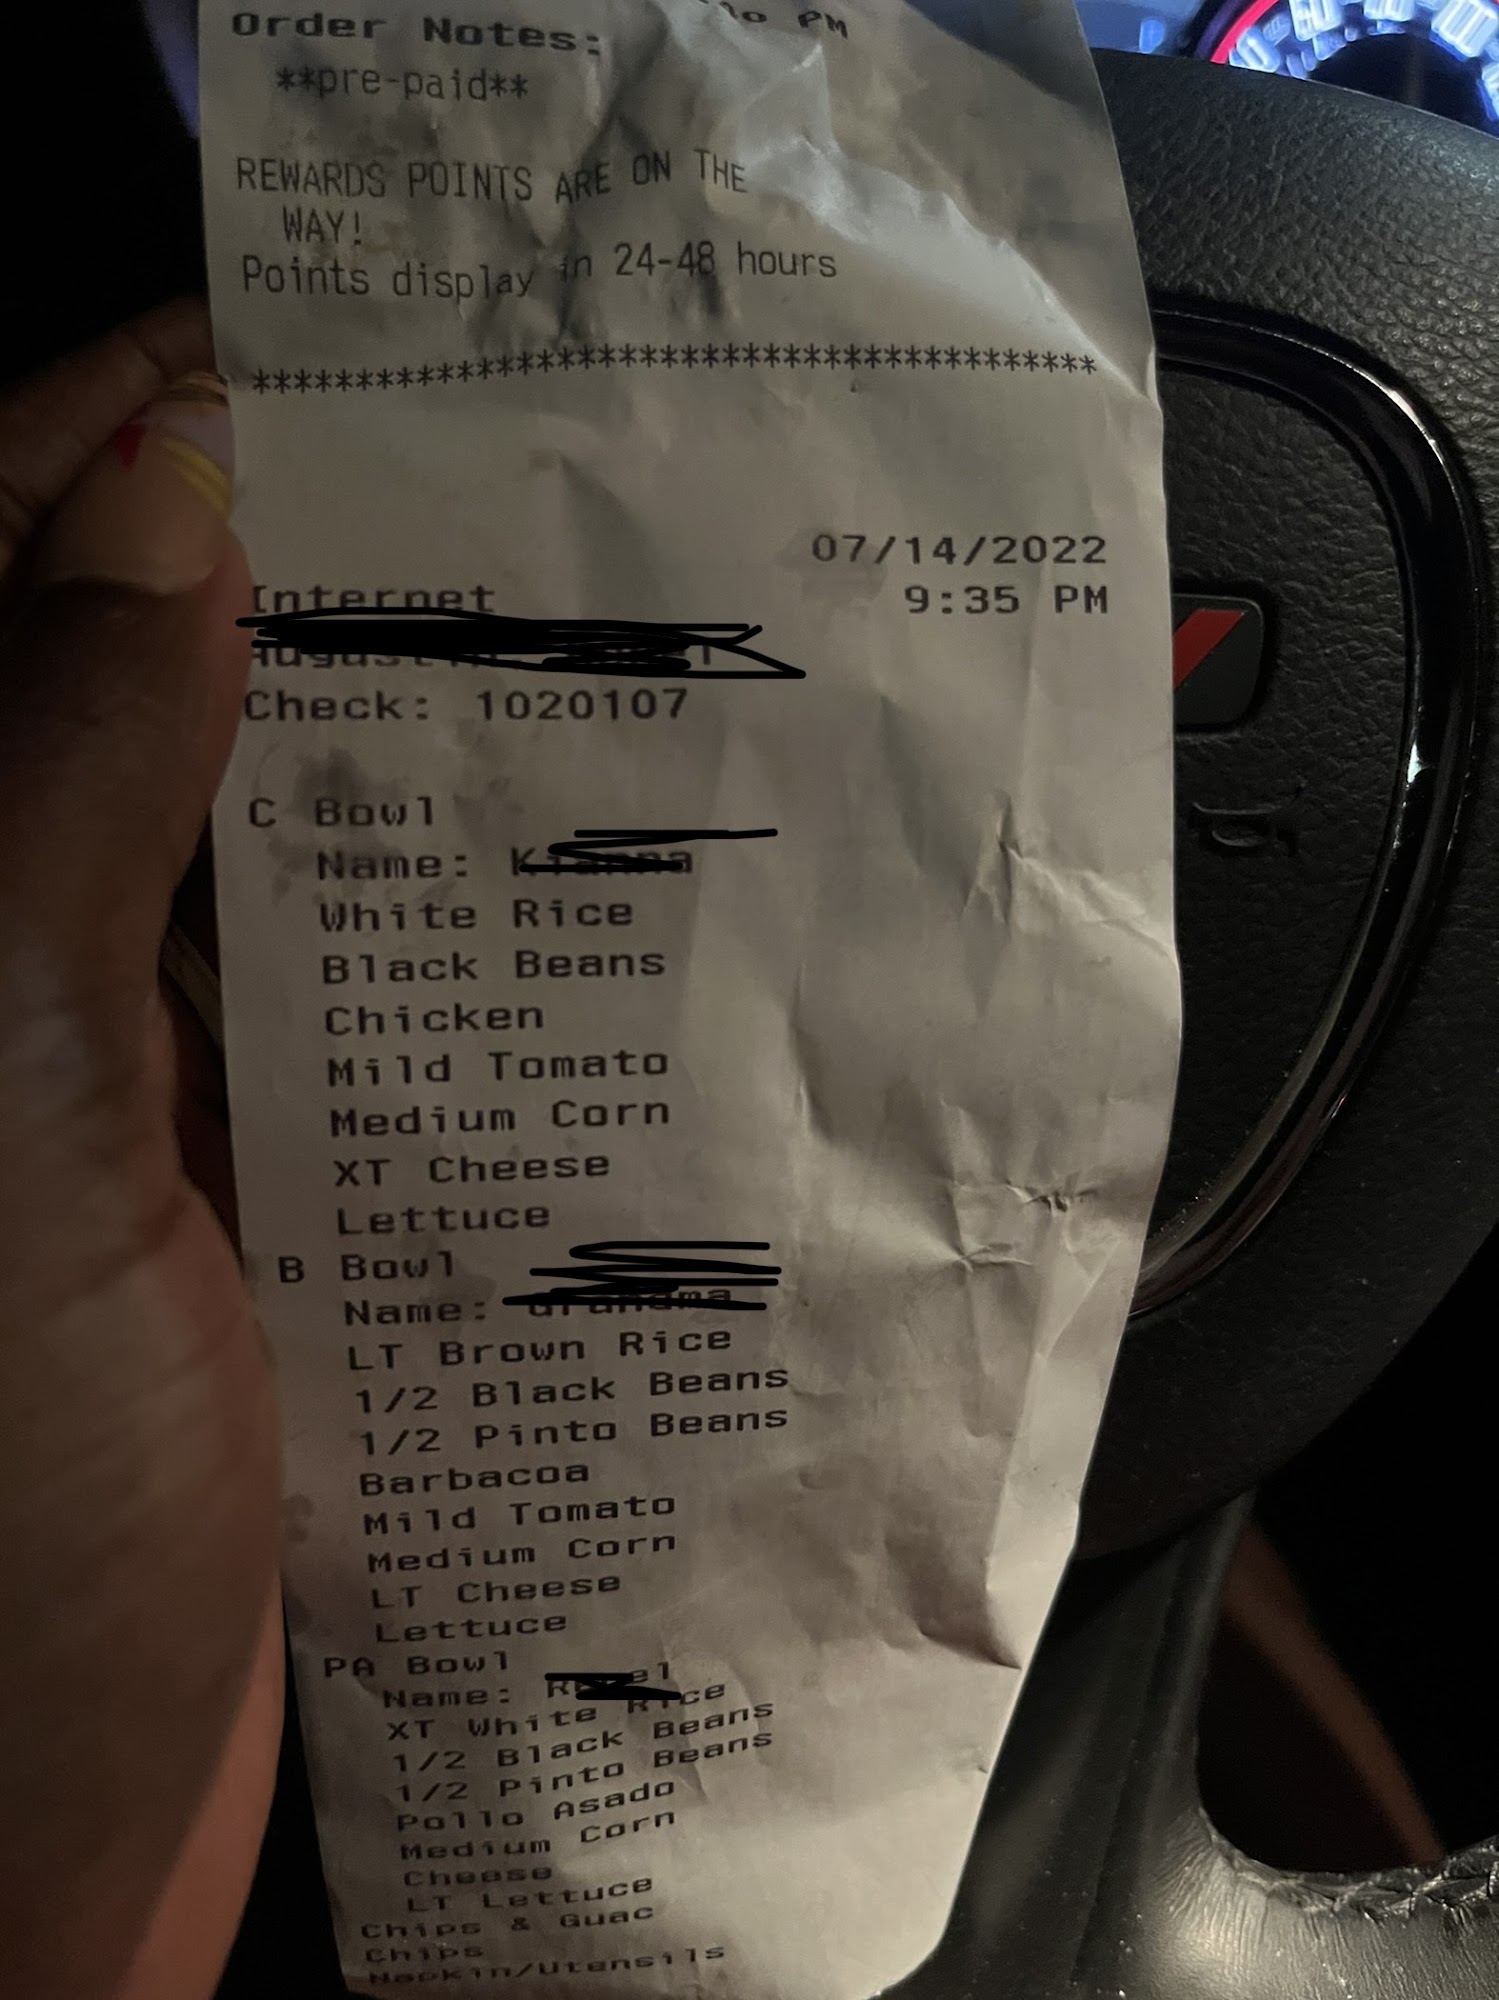 PM
Order Notes:
**pre-paid**
REWARDS POINTS ARE ON THE
WAY!
Points display in 24-48 hours
*****************************************
07/14/2022
Internet
9:35 PM
Check: 1020107
C Bowl
Name:
White Rice
Black Beans
Chicken
Mild Tomato
Medium Corn
XT Cheese
Lettuce
B Bowl
Name:
LT Brown Rice
1/2 Black Beans
1/2 Pinto Beans
Barbacoa
Mild Tomato
Medium Corn
LT Cheese
Lettuce
PA Bowl
Name:
XT White Rice
1/2 Black Beans
1/2 Pinto Beans
Pollo Asado
Medium Corn
Cheese
LT Lettuce
Chips & Guac
Chips
Napkin/Utensils